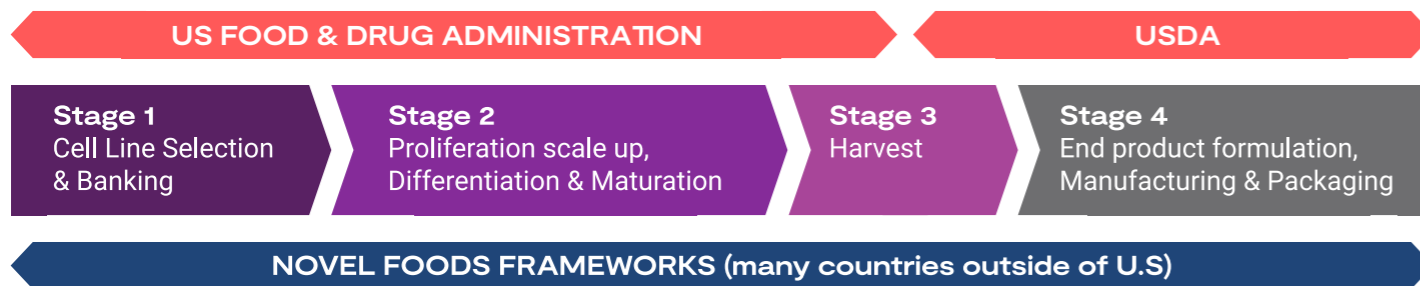 US FOOD & DRUG ADMINISTRATION
USDA
Stage 1
Cell Line Selection
& Banking
Stage 2
Proliferation scale up,
Differentiation & Maturation
Stage 3
Harvest
Stage 4
End product formulation,
Manufacturing & Packaging
NOVEL FOODS FRAMEWORKS (many countries outside of U.S)